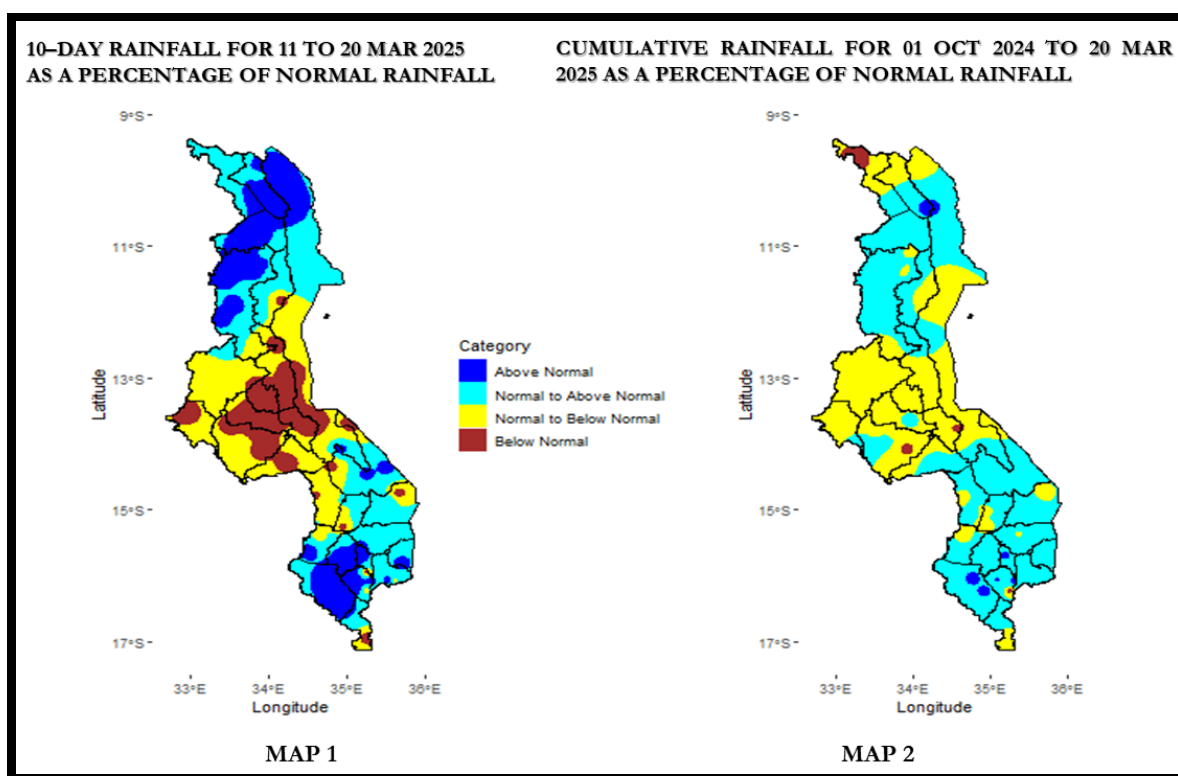 10–DAY RAINFALL FOR 11 TO 20 MAR 2025
AS A PERCENTAGE OF NORMAL RAINFALL
CUMULATIVE RAINFALL FOR 01 OCT 2024 TO 20 MAR
2025 AS A PERCENTAGE OF NORMAL RAINFALL
9°S
11°S
13°S
15°S
17°S
Latitude
33°E 34°E 35°E 36°E
Longitude
MAP 1
Category
Above Normal
Normal to Above Normal
Normal to Below Normal
Below Normal
9°S
11°S
13°S
15°S
17°S
Latitude
33°E 34°E 35°E 36°E
Longitude
MAP 2